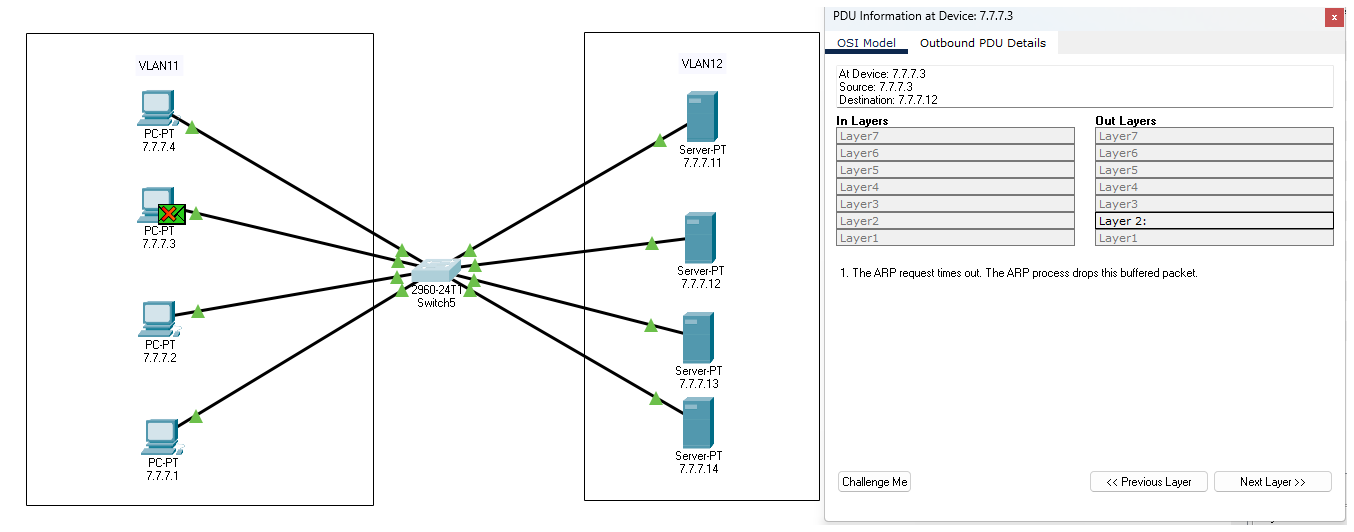 VLAN11
PC-PT
7.7.7.4
PC-PT
7.7.7.3
PC-PT
7.7.7.2
PC-PT
7.7.7.1
2960-24TT
Switch5
VLAN12
Server-PT
7.7.7.11
Server-PT
7.7.7.12
Server-PT
7.7.7.13
Server-PT
7.7.7.14
PDU Information at Device: 7.7.7.3
x
OSI Model Outbound PDU Details
At Device: 7.7.7.3
Source: 7.7.7.3
Destination: 7.7.7.12
In Layers
Layer7
Layer6
Layer5
Layer4
Layer3
Layer2
Layer1
Out Layers
Layer7
Layer6
Layer5
Layer4
Layer3
Layer 2:
Layer1
1. The ARP request times out. The ARP process drops this buffered packet.
Challenge Me << Previous Layer Next Layer >>